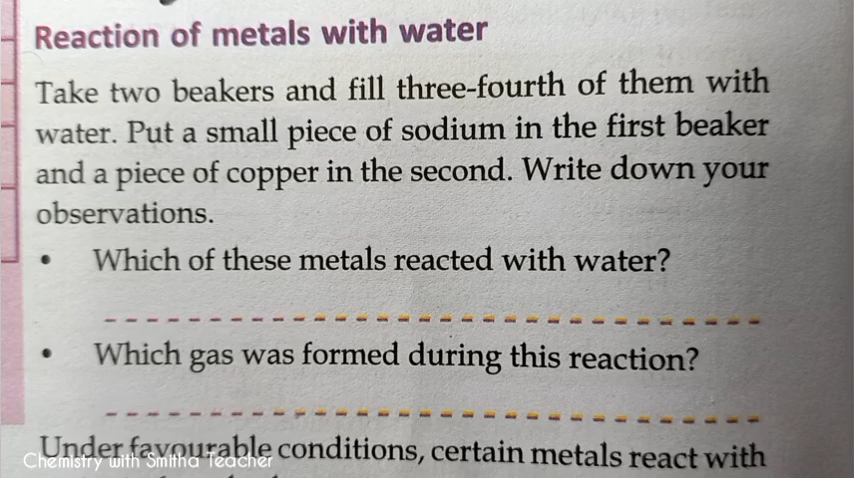 Reaction of metals with water
Take two beakers and fill three-fourth of them with
water. Put a small piece of sodium in the first beaker
and a piece of copper in the second. Write down your
observations.
• Which of these metals reacted with water?
• Which gas was formed during this reaction?
Under favourable conditions, certain metals react with
Chemistry with Smitha Teacher